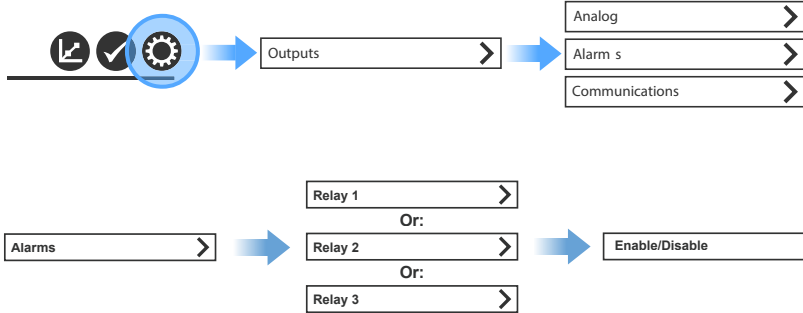 Outputs
Analog
Alarm s
Communications
Alarms
Relay 1
Or:
Relay 2
Or:
Relay 3
Enable/Disable